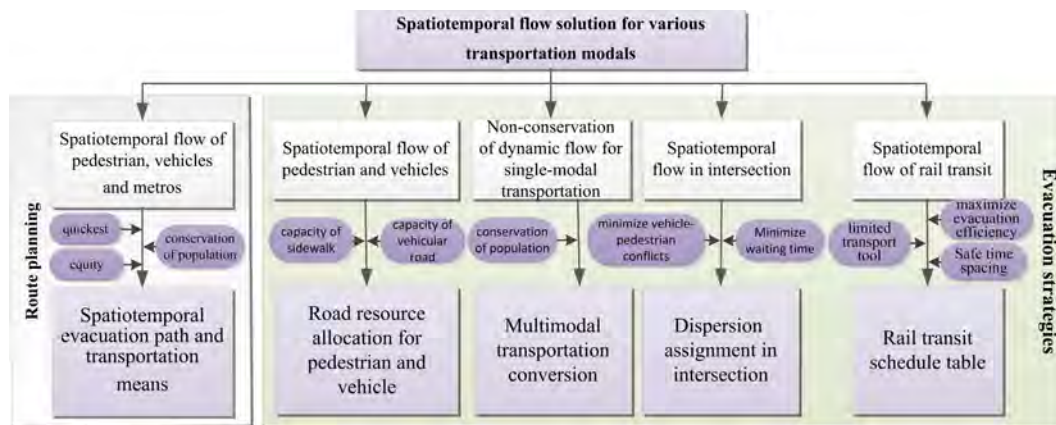 Spatiotemporal flow solution for various
transportation modals
Route planning
Spatiotemporal flow of
pedestrian, vehicles
and metros
quickest
equity
conservation
of population
Spatiotemporal
evacuation path and
transportation
means
Spatiotemporal flow of
pedestrian and vehicles
capacity of
sidewalk
capacity of
vehicular
road
Road resource
allocation for
pedestrian and
vehicle
Non-conservation
of dynamic flow for
single-modal
transportation
conservation of
population
Multimodal
transportation
conversion
Spatiotemporal
flow in intersection
minimize vehicle-
pedestrian
conflicts
Minimize
waiting time
Dispersion
assignment in
intersection
Spatiotemporal
flow of rail transit
limited
transport
tool
maximize
evacuation
efficiency
Safe time
spacing
Rail transit
schedule table
Evacuation strategies